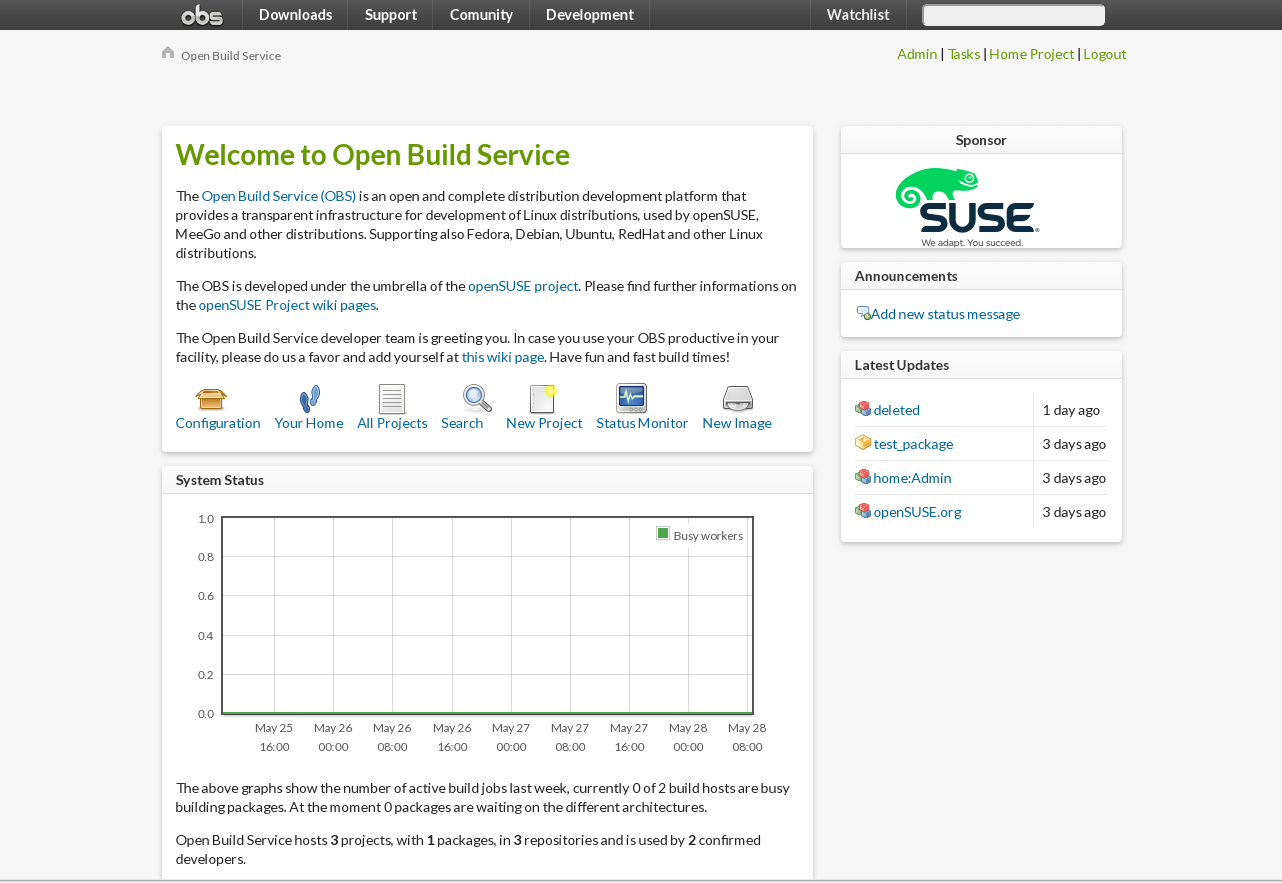 obs Downloads Support Comunity Development Watchlist
Open Build Service
Admin | Tasks | Home Project | Logout
Welcome to Open Build Service
The Open Build Service (OBS) is an open and complete distribution development platform that
provides a transparent infrastructure for development of Linux distributions, used by openSUSE,
MeeGo and other distributions. Supporting also Fedora, Debian, Ubuntu, RedHat and other Linux
distributions.
The OBS is developed under the umbrella of the openSUSE project. Please find further informations on
the openSUSE Project wiki pages.
The Open Build Service developer team is greeting you. In case you use your OBS productive in your
facility, please do us a favor and add yourself at this wiki page. Have fun and fast build times!
Configuration Your Home All Projects Search New Project Status Monitor New Image
System Status
1.0
Busy workers
0.8
0.6
0.4
0.2
0.0
May 25 May 26 May 26 May 26 May 27 May 27 May 27 May 28 May 28
16:00 00:00 08:00 16:00 00:00 08:00 16:00 00:00 08:00
The above graphs show the number of active build jobs last week, currently 0 of 2 build hosts are busy
building packages. At the moment 0 packages are waiting on the different architectures.
Open Build Service hosts 3 projects, with 1 packages, in 3 repositories and is used by 2 confirmed
developers.
Sponsor
SUSE®
We adapt. You succeed.
Announcements
Add new status message
Latest Updates
deleted 1 day ago
test_package 3 days ago
home:Admin 3 days ago
openSUSE.org 3 days ago